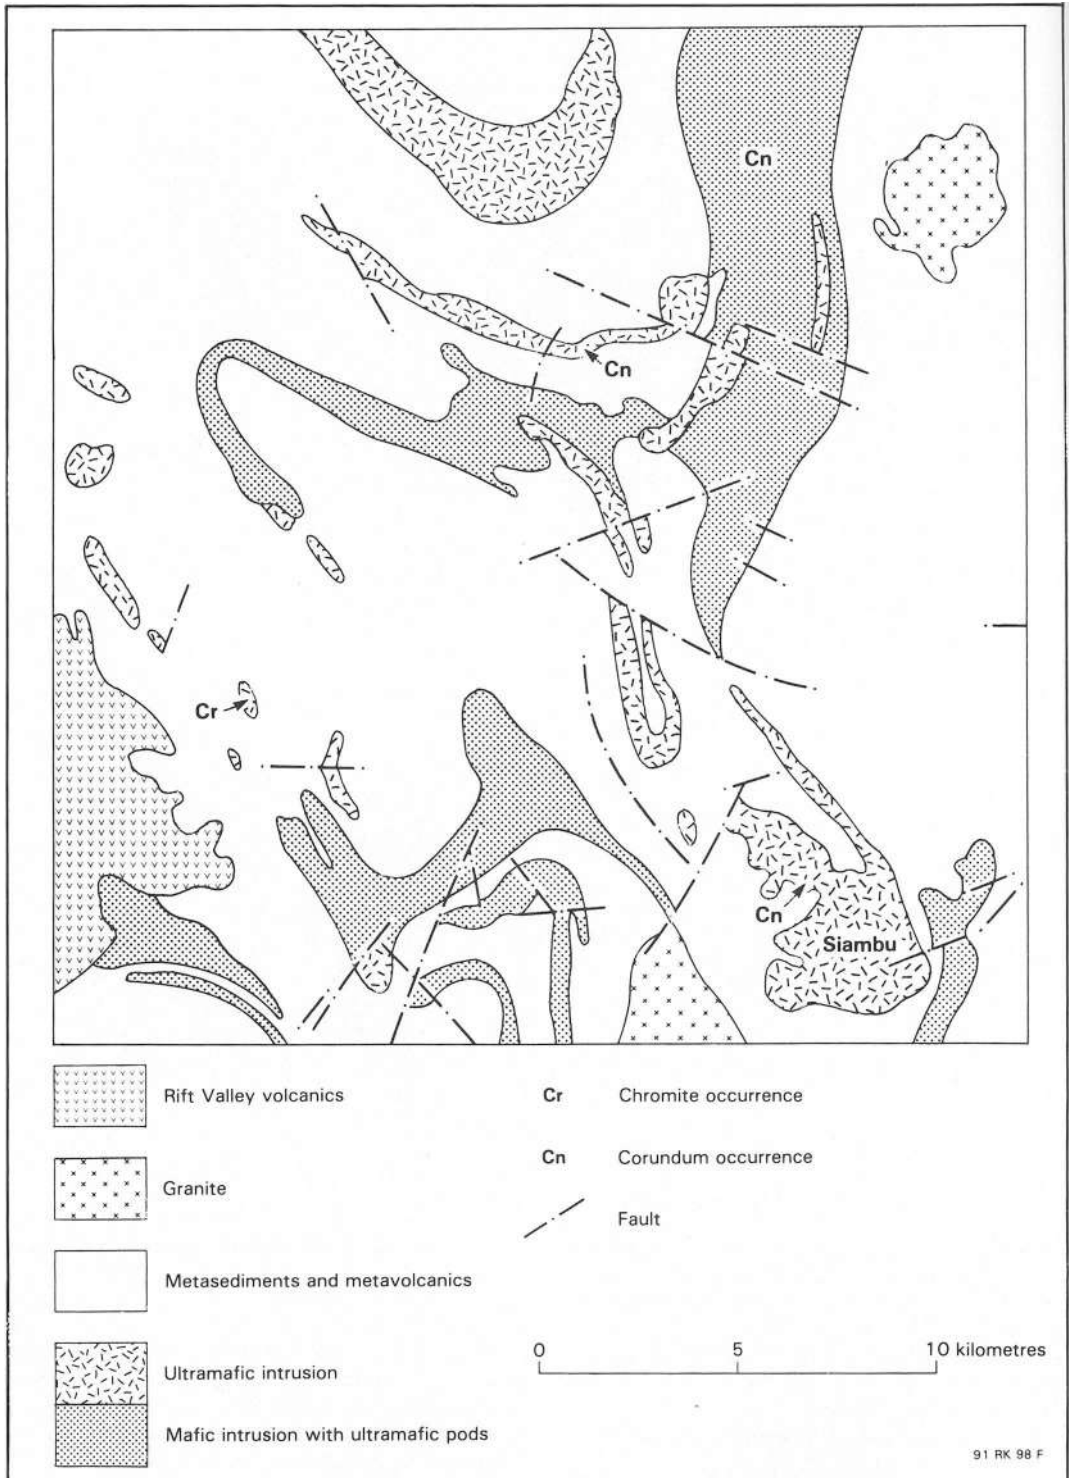 Cn
Cn
Cr
Cn
Siambu
Rift Valley volcanics
Granite
Metasediments and metavolcanics
Ultramafic intrusion
Mafic intrusion with ultramafic pods
Cr Chromite occurrence
Cn Corundum occurrence
Fault
0 5 10 kilometres
91 RK 98 F